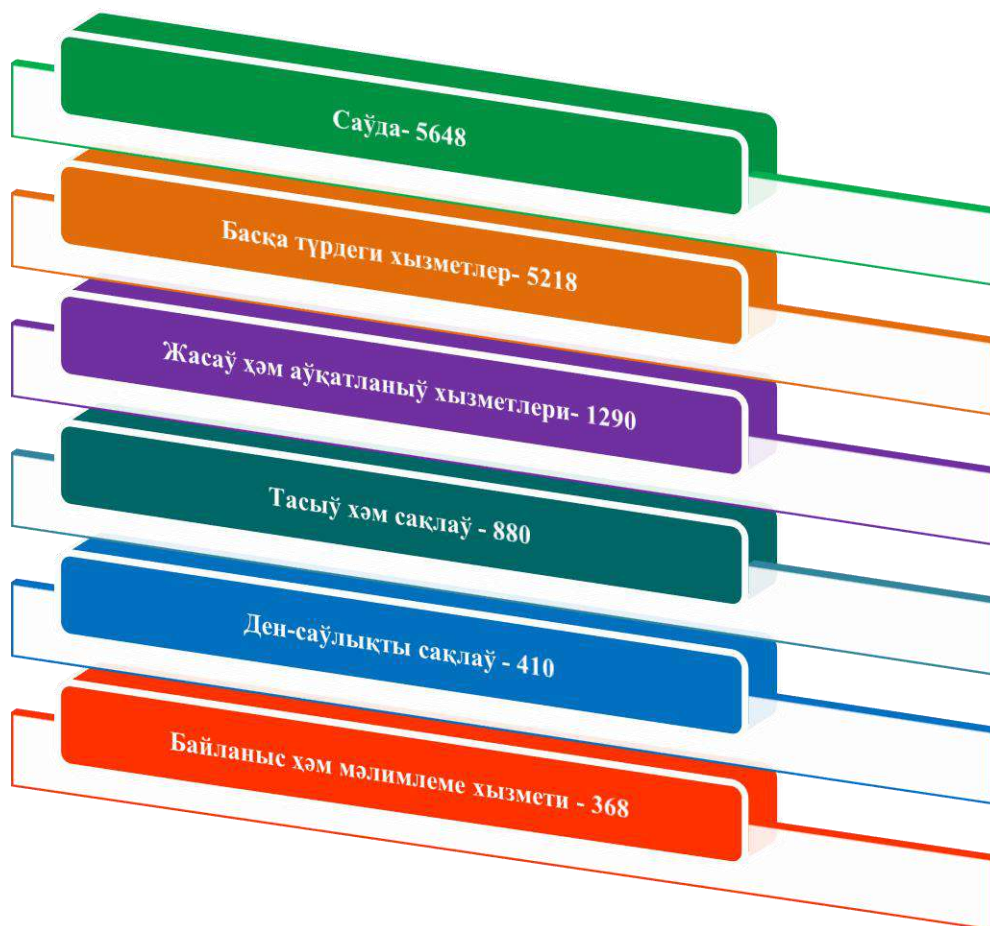 Саўда- 5648
Басқа түрдеги хызметлер- 5218
Жасаў ҳәм аўқатланыў хызметлери- 1290
Тасыў ҳәм сақлаў - 880
Ден-саўлықты сақлаў - 410
Байланыс ҳәм мәлимлеме хызмети - 368